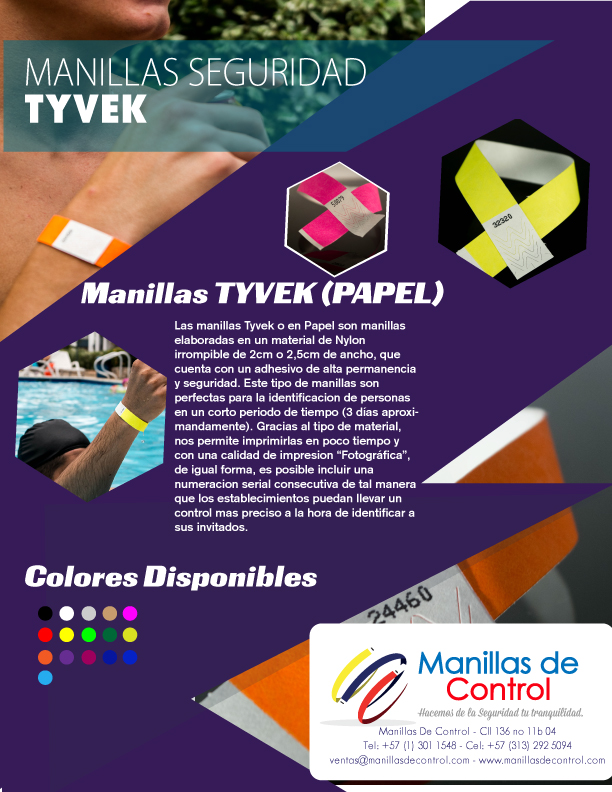 MANILLAS SEGURIDAD
TYVEK
50079
32320
Manillas TYVEK (PAPEL)
Las manillas Tyvek o en Papel son manillas
elaboradas en un material de Nylon
irrompible de 2cm o 2,5cm de ancho, que
cuenta con un adhesivo de alta permanencia
y seguridad. Este tipo de manillas son
perfectas para la identificacion de personas
en un corto periodo de tiempo (3 días aproxi-
mandamente). Gracias al tipo de material,
nos permite imprimirlas en poco tiempo y
con una calidad de impresion “Fotográfica”,
de igual forma, es posible incluir una
numeracion serial consecutiva de tal manera
que los establecimientos puedan llevar un
control mas preciso a la hora de identificar a
sus invitados.
Colores Disponibles
24460
Manillas de
Control
Hacemos de la Seguridad tu tranquilidad.
Manillas De Control - Cll 136 no 11b 04
Tel: +57 (1) 301 1548 - Cel: +57 (313) 292 5094
ventas@manillasdecontrol.com - www.manillasdecontrol.com